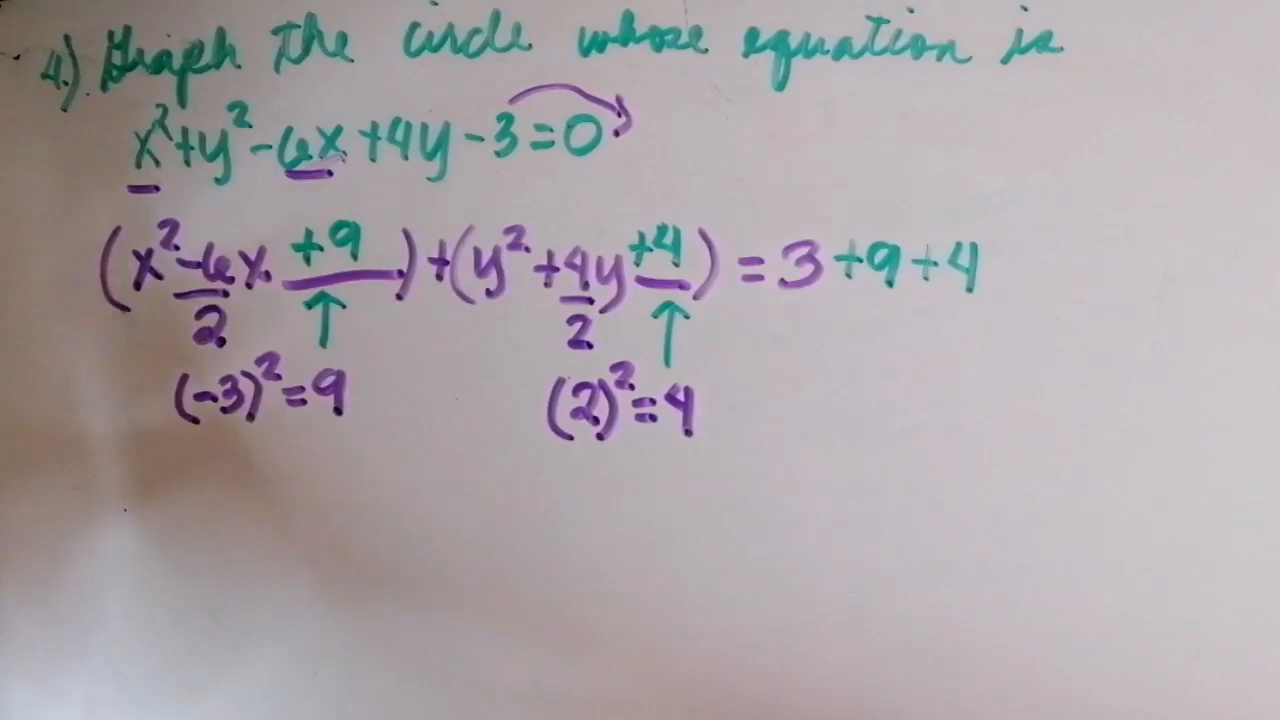 4.) Graph the circle whose equation is
x²+y²-6x+4y-3=0
(x²-6x+9)+(y²+4y+4)=3+9+4
2 ↑ 2 ↑
(-3)²=9 (2)²=4